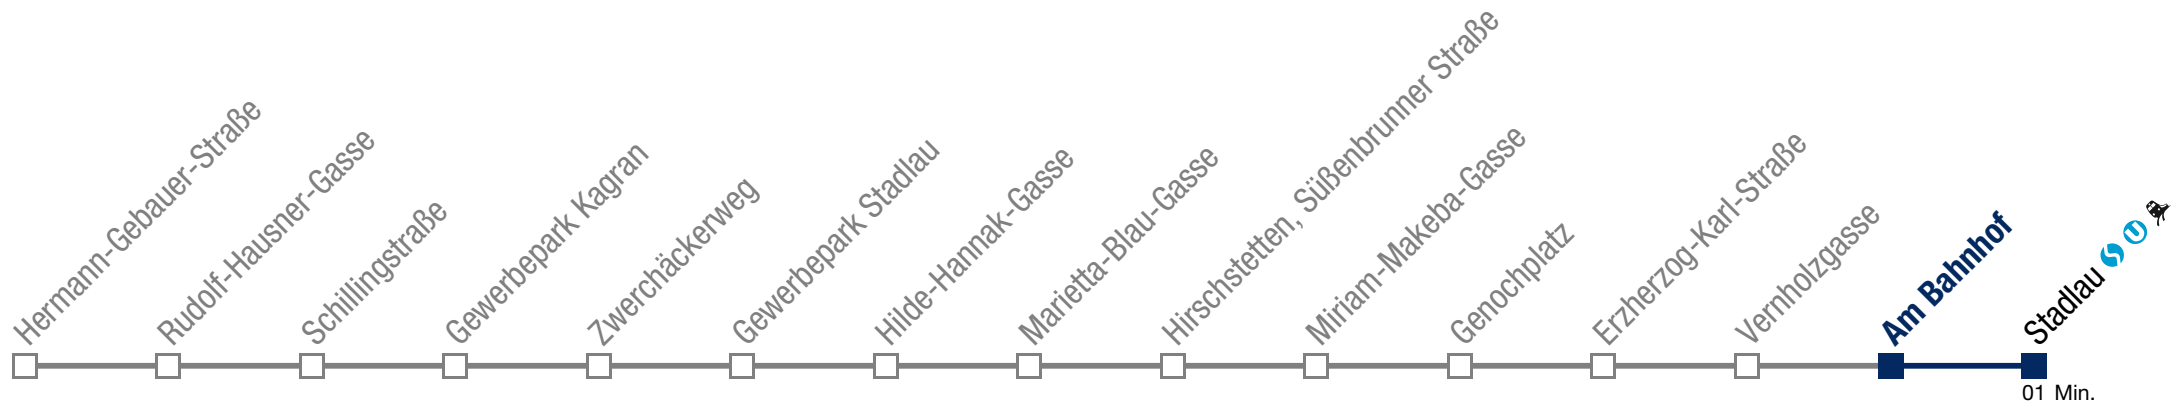 Hermann-Gebauer-Straße
Rudolf-Hausner-Gasse
Schillingstraße
Gewerbepark Kagran
Zwerchäckerweg
Gewerbepark Stadlau
Hilde-Hannak-Gasse
Marietta-Blau-Gasse
Hirschstetten, Süßenbrunner Straße
Miriam-Makeba-Gasse
Genochplatz
Erzherzog-Karl-Straße
Vernholzgasse
Am Bahnhof
Stadlau S U
01 Min.